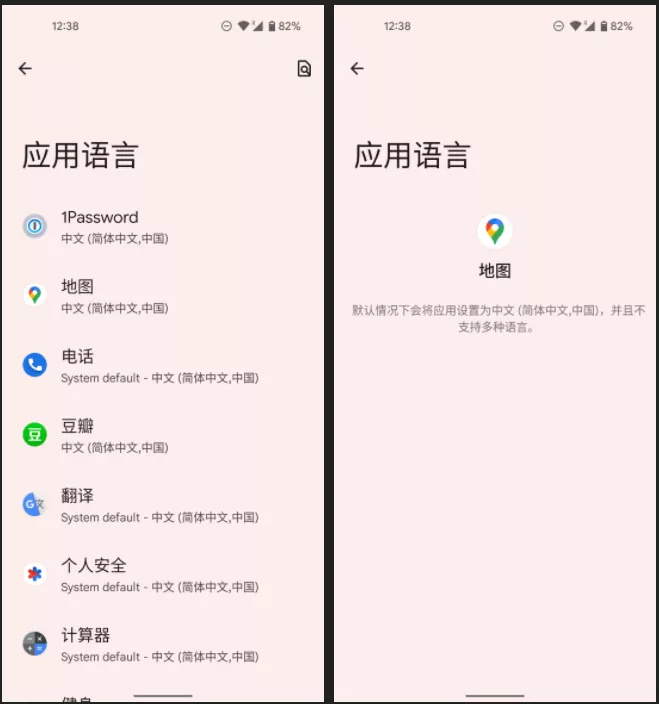 12:38
82%
应用语言
1Password
中文 (简体中文,中国)
地图
中文 (简体中文,中国)
电话
System default - 中文 (简体中文,中国)
豆瓣
中文 (简体中文,中国)
翻译
System default - 中文 (简体中文,中国)
个人安全
System default - 中文 (简体中文,中国)
计算器
System default - 中文 (简体中文,中国)
12:38
82%
应用语言
地图
默认情况下会将应用设置为中文 (简体中文,中国)，并且不
支持多种语言。